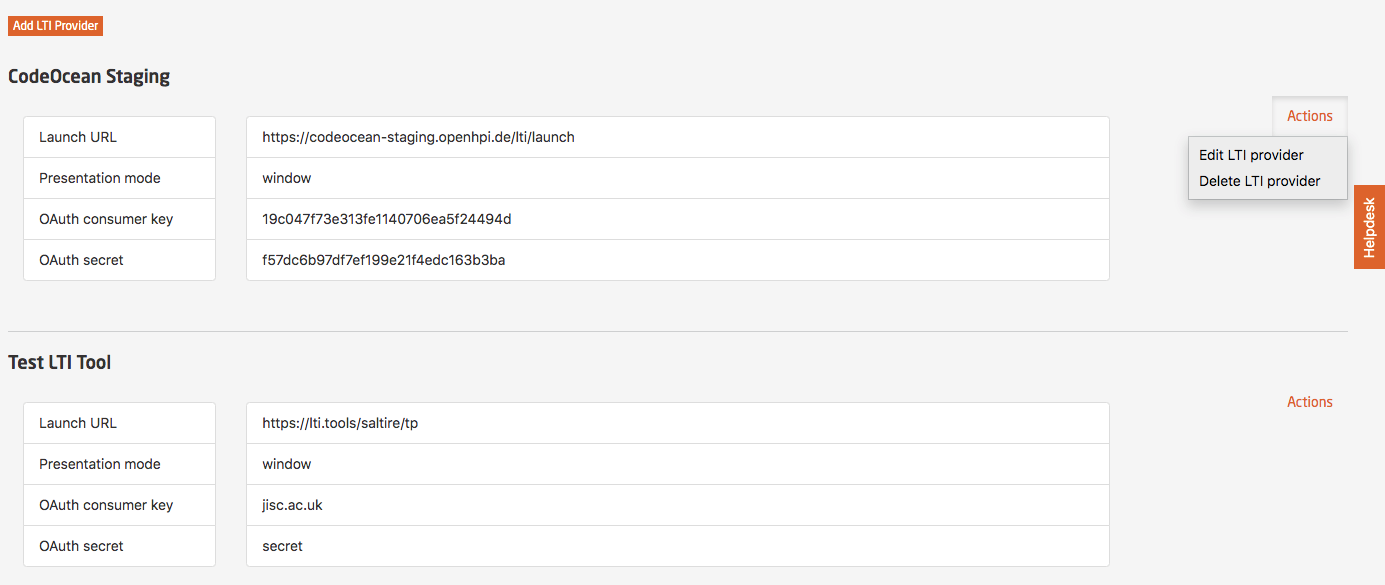 Add LTI Provider
CodeOcean Staging
Actions
Edit LTI provider
Delete LTI provider
Launch URL https://codeocean-staging.openhpi.de/lti/launch
Presentation mode window
OAuth consumer key 19c047f73e313fe1140706ea5f24494d
OAuth secret f57dc6b97df7ef199e21f4edc163b3ba
Helpdesk
Test LTI Tool
Actions
Launch URL https://lti.tools/saltire/tp
Presentation mode window
OAuth consumer key jisc.ac.uk
OAuth secret secret